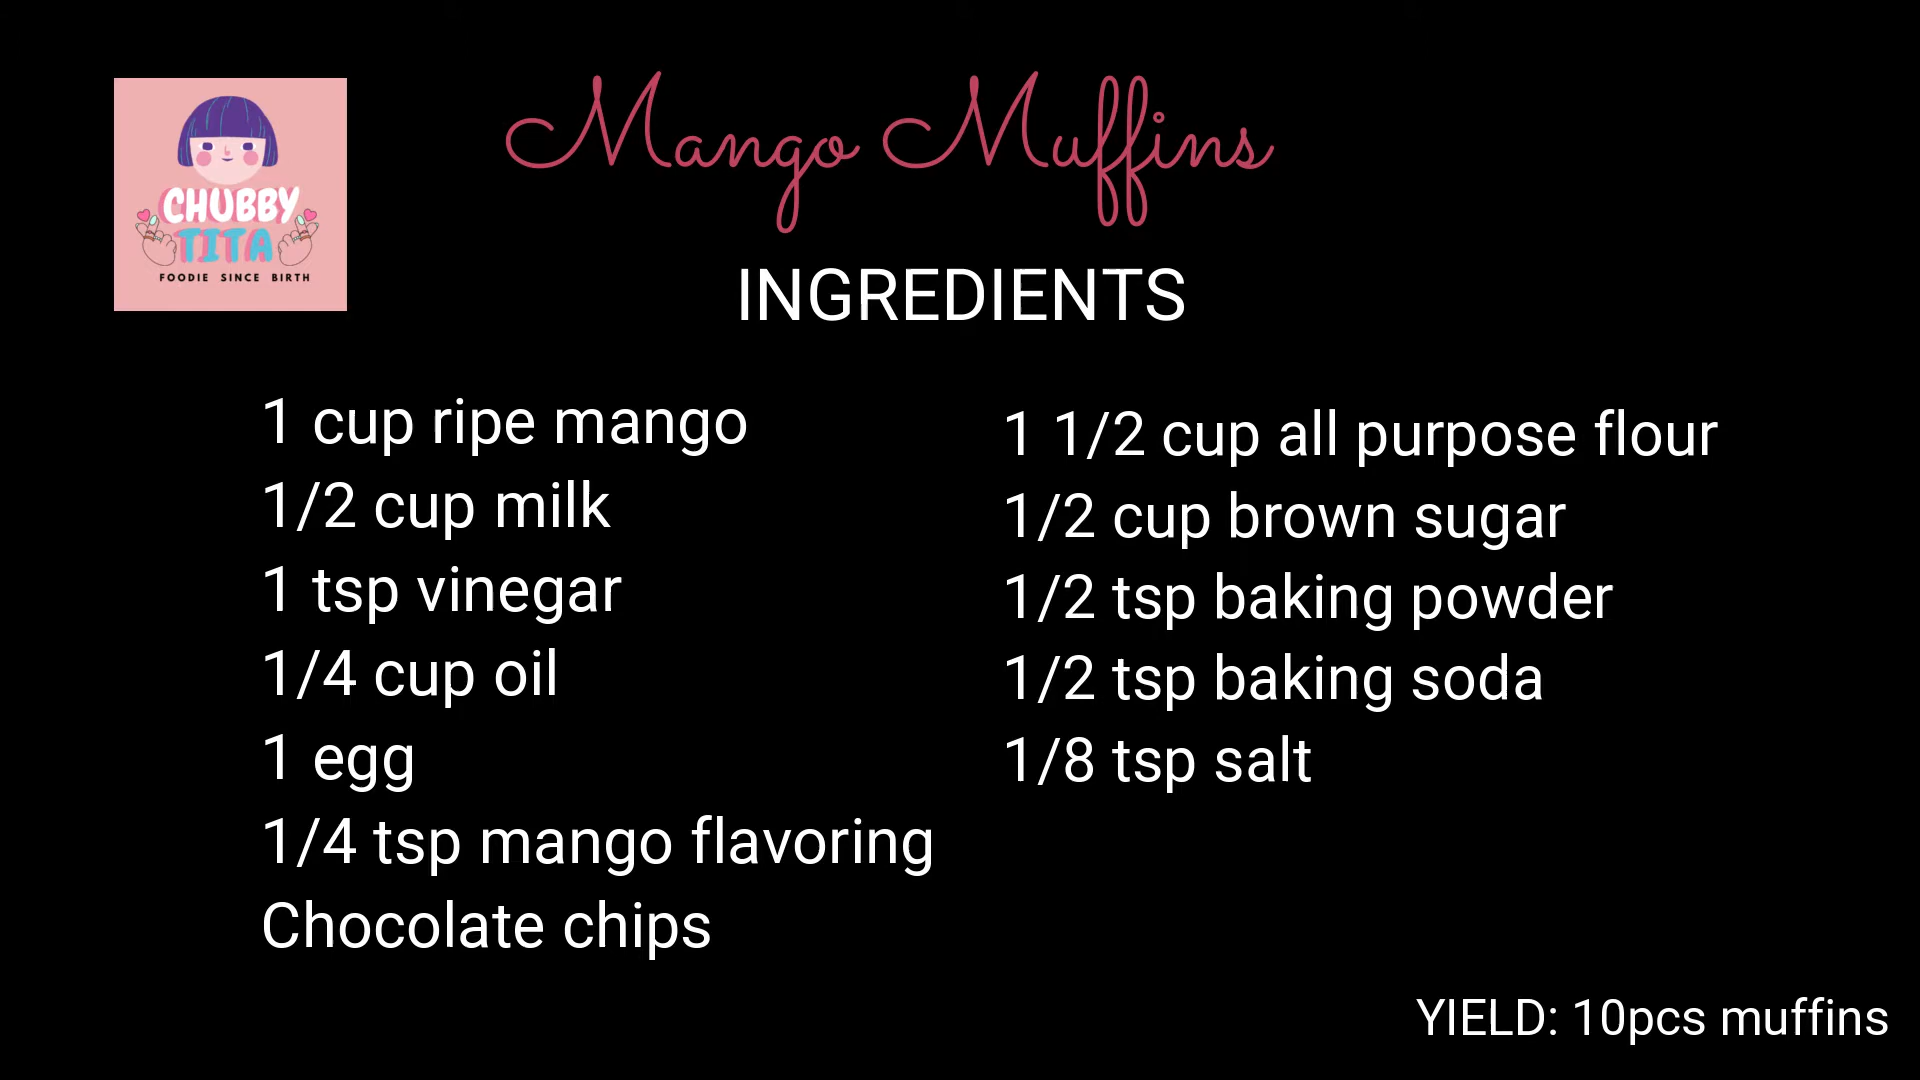 Mango Muffins
CHUBBY
TITA
FOODIE SINCE BIRTH
INGREDIENTS
1 cup ripe mango
1/2 cup milk
1 tsp vinegar
1/4 cup oil
1 egg
1/4 tsp mango flavoring
Chocolate chips
1 1/2 cup all purpose flour
1/2 cup brown sugar
1/2 tsp baking powder
1/2 tsp baking soda
1/8 tsp salt
YIELD: 10pcs muffins